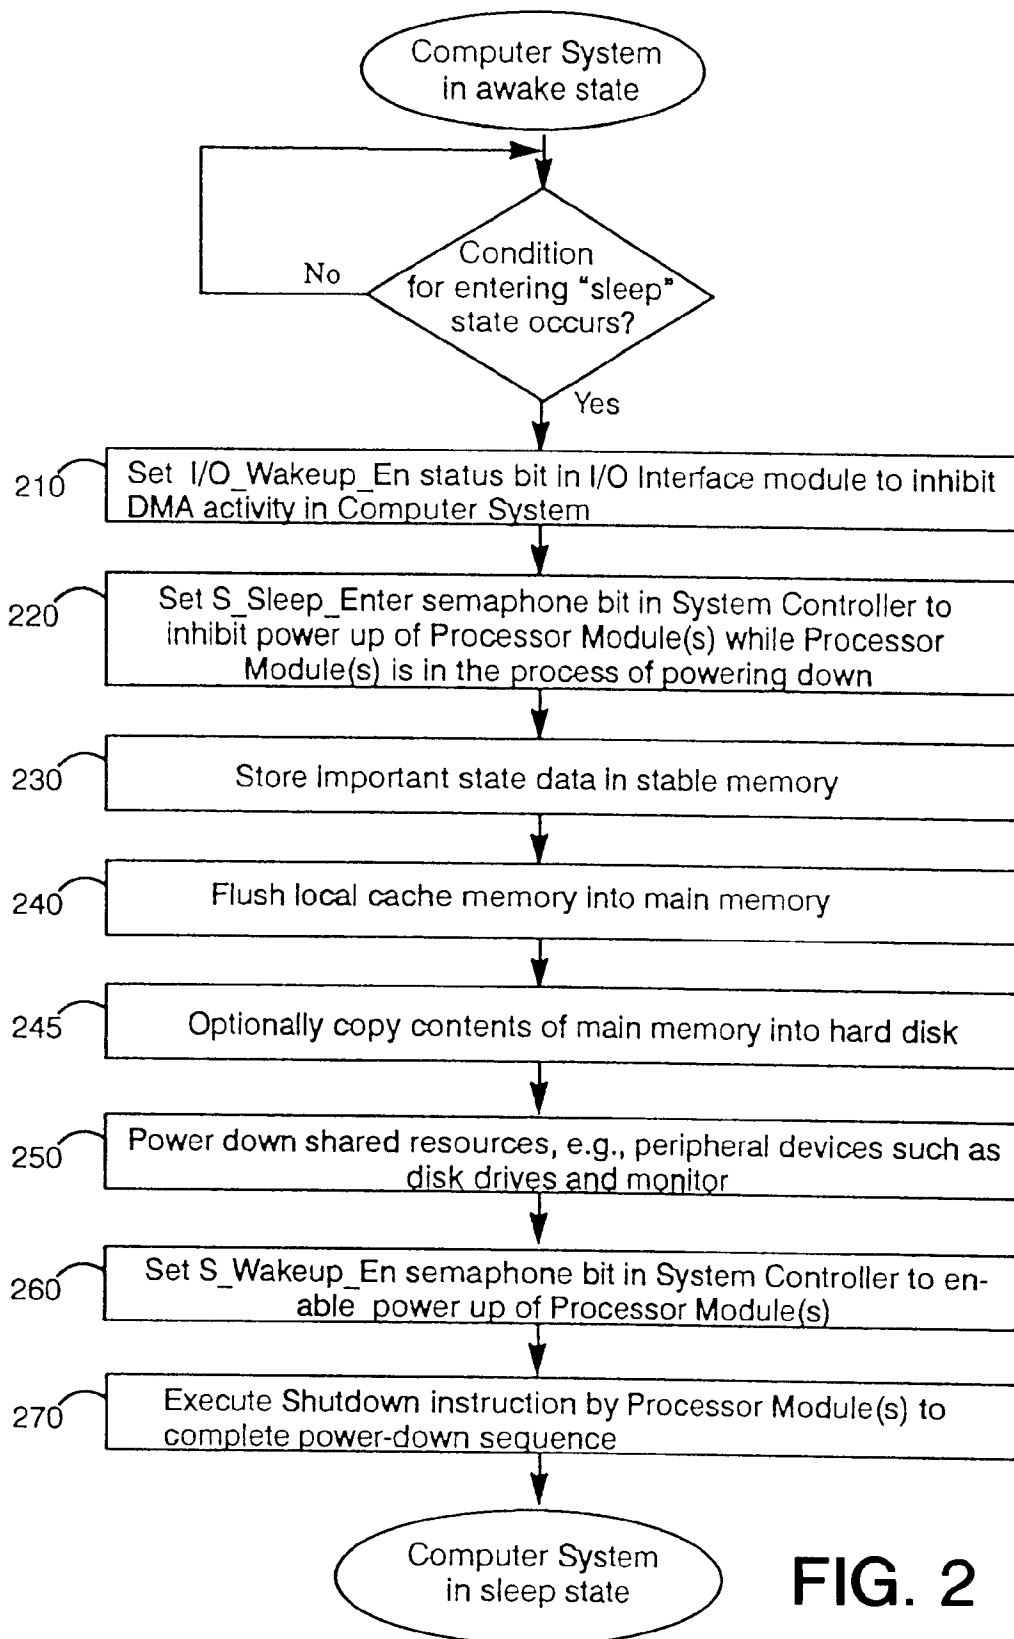 Computer System
in awake state
Condition
for entering "sleep"
state occurs?
No
Yes
210
Set I/O_Wakeup_En status bit in I/O Interface module to inhibit
DMA activity in Computer System
220
Set S_Sleep_Enter semaphone bit in System Controller to
inhibit power up of Processor Module(s) while Processor
Module(s) is in the process of powering down
230
Store important state data in stable memory
240
Flush local cache memory into main memory
245
Optionally copy contents of main memory into hard disk
250
Power down shared resources, e.g., peripheral devices such as
disk drives and monitor
260
Set S_Wakeup_En semaphone bit in System Controller to en-
able power up of Processor Module(s)
270
Execute Shutdown instruction by Processor Module(s) to
complete power-down sequence
Computer System
in sleep state
FIG. 2